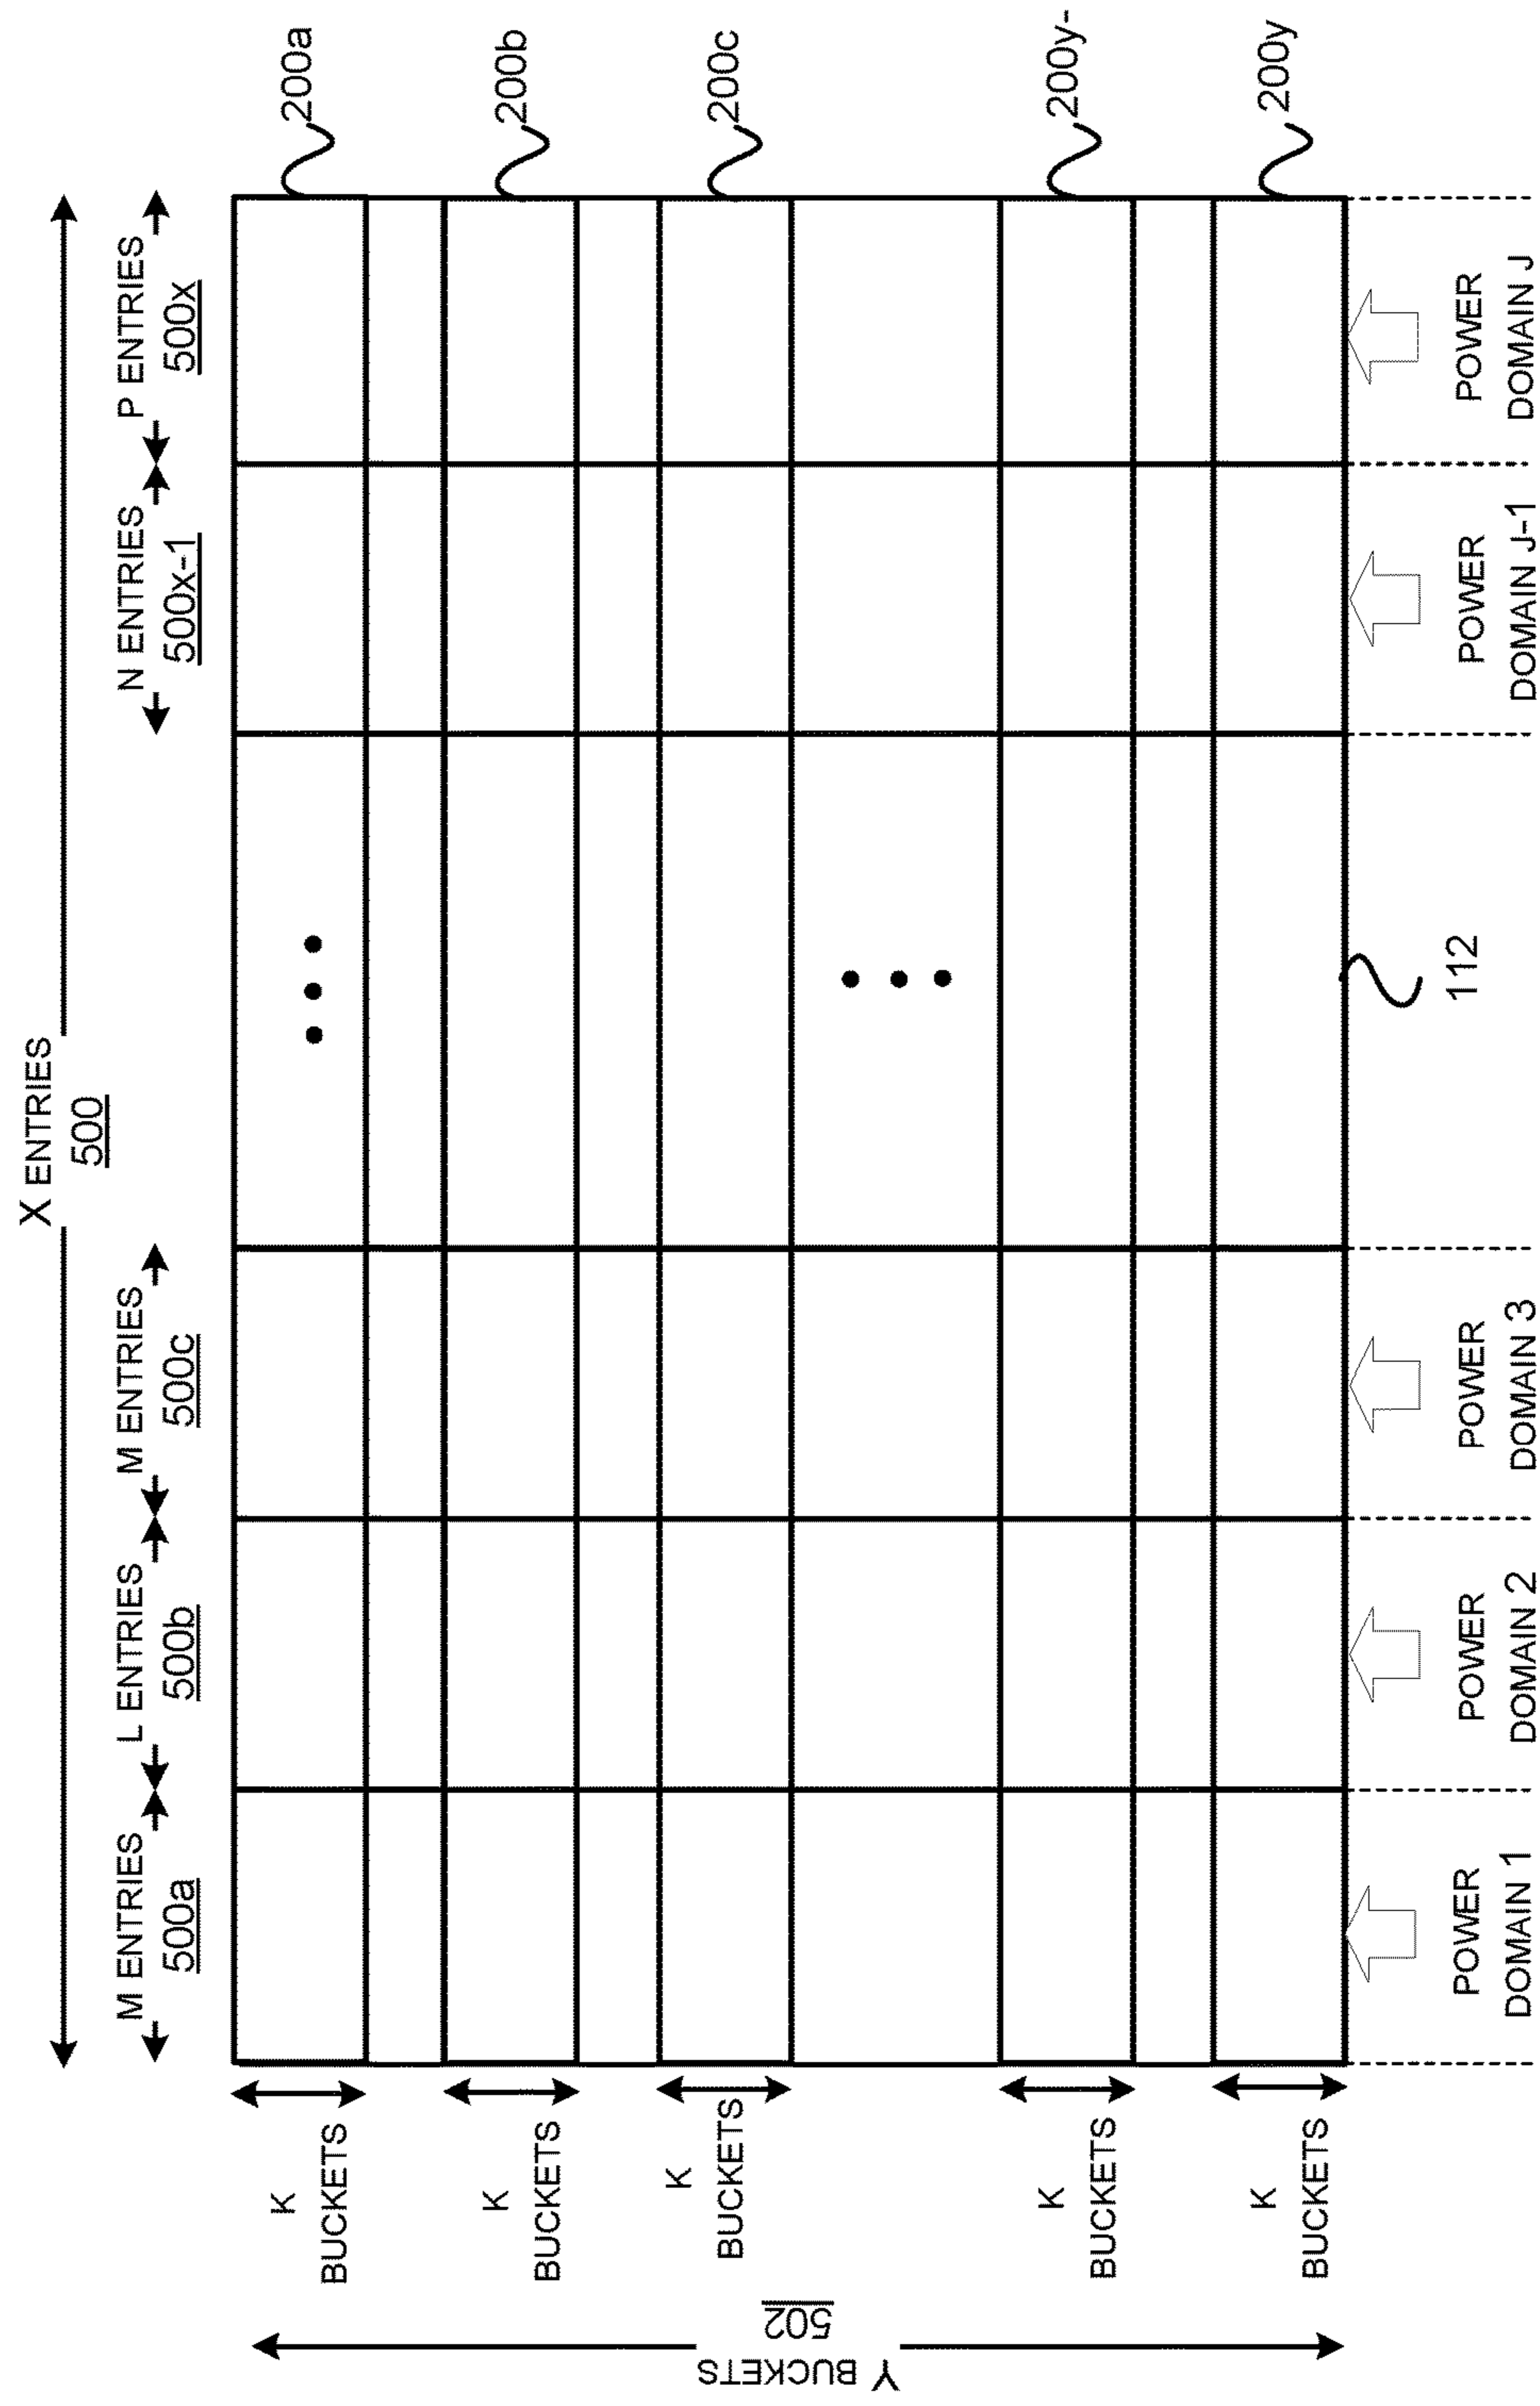 X ENTRIES
500
M ENTRIES
500a
L ENTRIES
500b
M ENTRIES
500c
N ENTRIES
500x-1
P ENTRIES
500x
Y BUCKETS
502
K
BUCKETS
K
BUCKETS
K
BUCKETS
K
BUCKETS
K
BUCKETS
200a
200b
200c
200y-
200y
112
POWER
DOMAIN 1
POWER
DOMAIN 2
POWER
DOMAIN 3
POWER
DOMAIN J-1
POWER
DOMAIN J